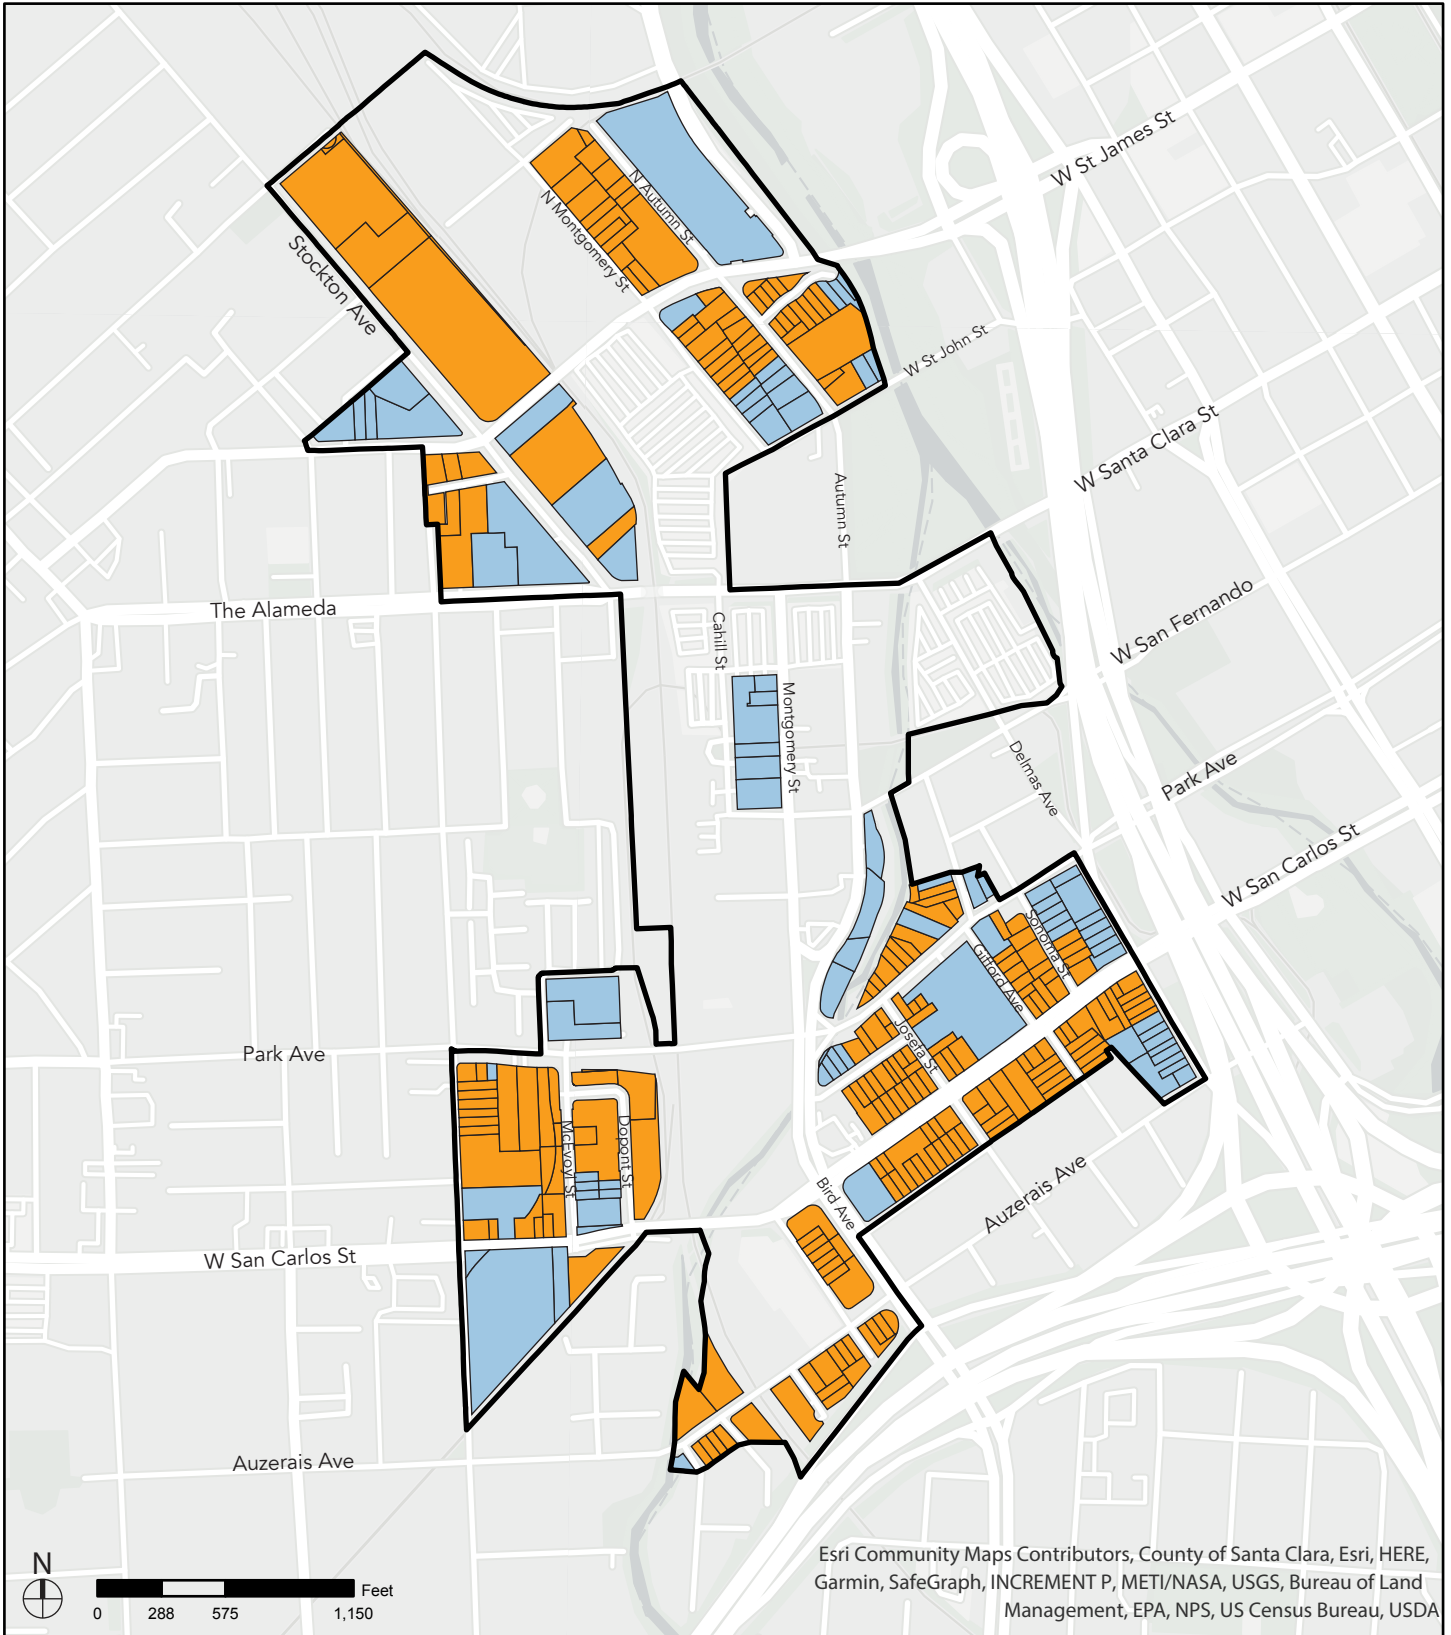 W St James St
N Autumn St
N Montgomery St
Stockton Ave
W St John St
W Santa Clara St
Autumn St
The Alameda
W San Fernando
Cahill St
Montgomery St
Delmas Ave
Park Ave
W San Carlos St
Sonoma St
Gifford Ave
Josefa St
Park Ave
McEvoyl St
Dopont St
Bird Ave
Auzerais Ave
W San Carlos St
Auzerais Ave
N
Feet
0 288 575 1,150
Esri Community Maps Contributors, County of Santa Clara, Esri, HERE,
Garmin, SafeGraph, INCREMENT P, METI/NASA, USGS, Bureau of Land
Management, EPA, NPS, US Census Bureau, USDA